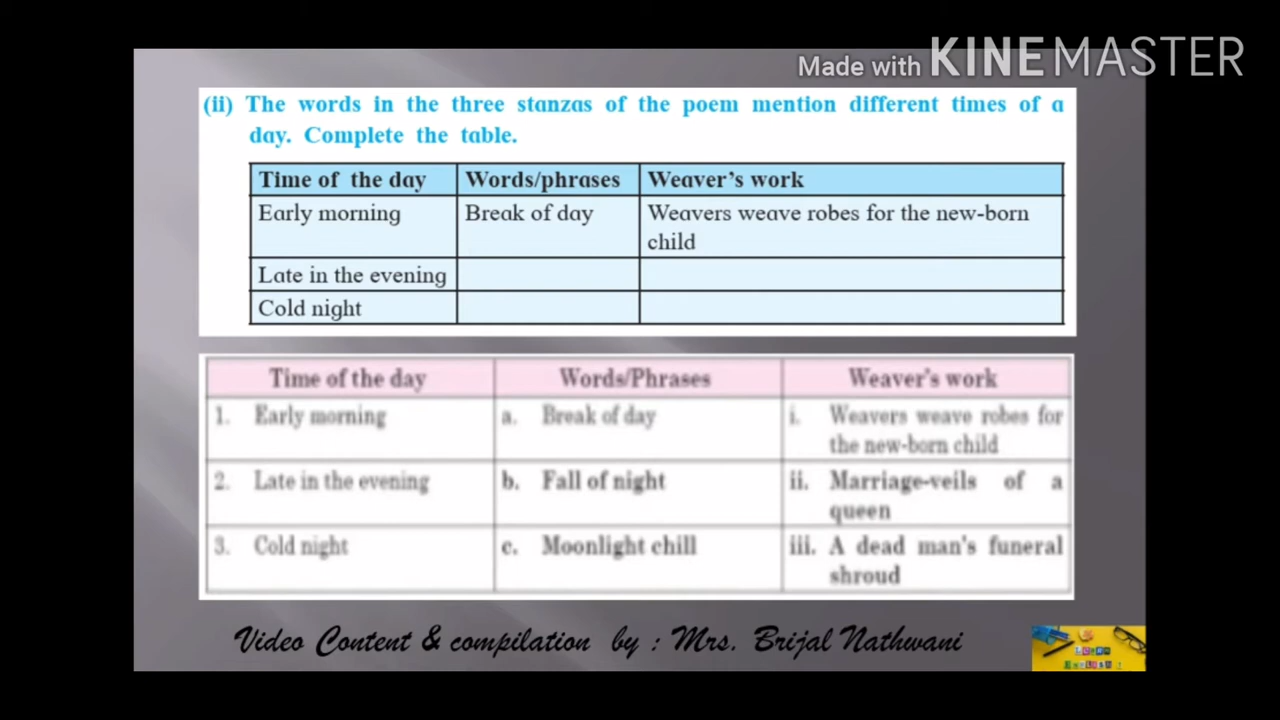 Made with KINEMASTER
(ii) The words in the three stanzas of the poem mention different times of a
day. Complete the table.
Time of the day Words/phrases Weaver's work
Early morning Break of day Weavers weave robes for the new-born
child
Late in the evening
Cold night
Time of the day Words/Phrases Weaver's work
1. Early morning a. Break of day i. Weavers weave robes for
the new-born child
2. Late in the evening b. Fall of night ii. Marriage-veils of a
queen
3. Cold night c. Moonlight chill iii. A dead man's funeral
shroud
Video Content & compilation by : Mrs. Brijal Nathwani